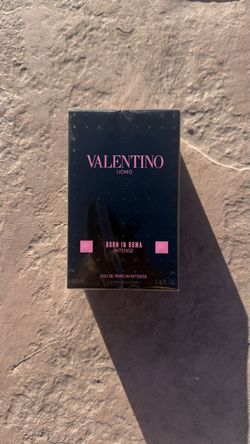 VALENTINO
UOMO
BORN IN ROMA
INTENSE
EAU DE PARFUM INTENSE
3.4 FL.OZ